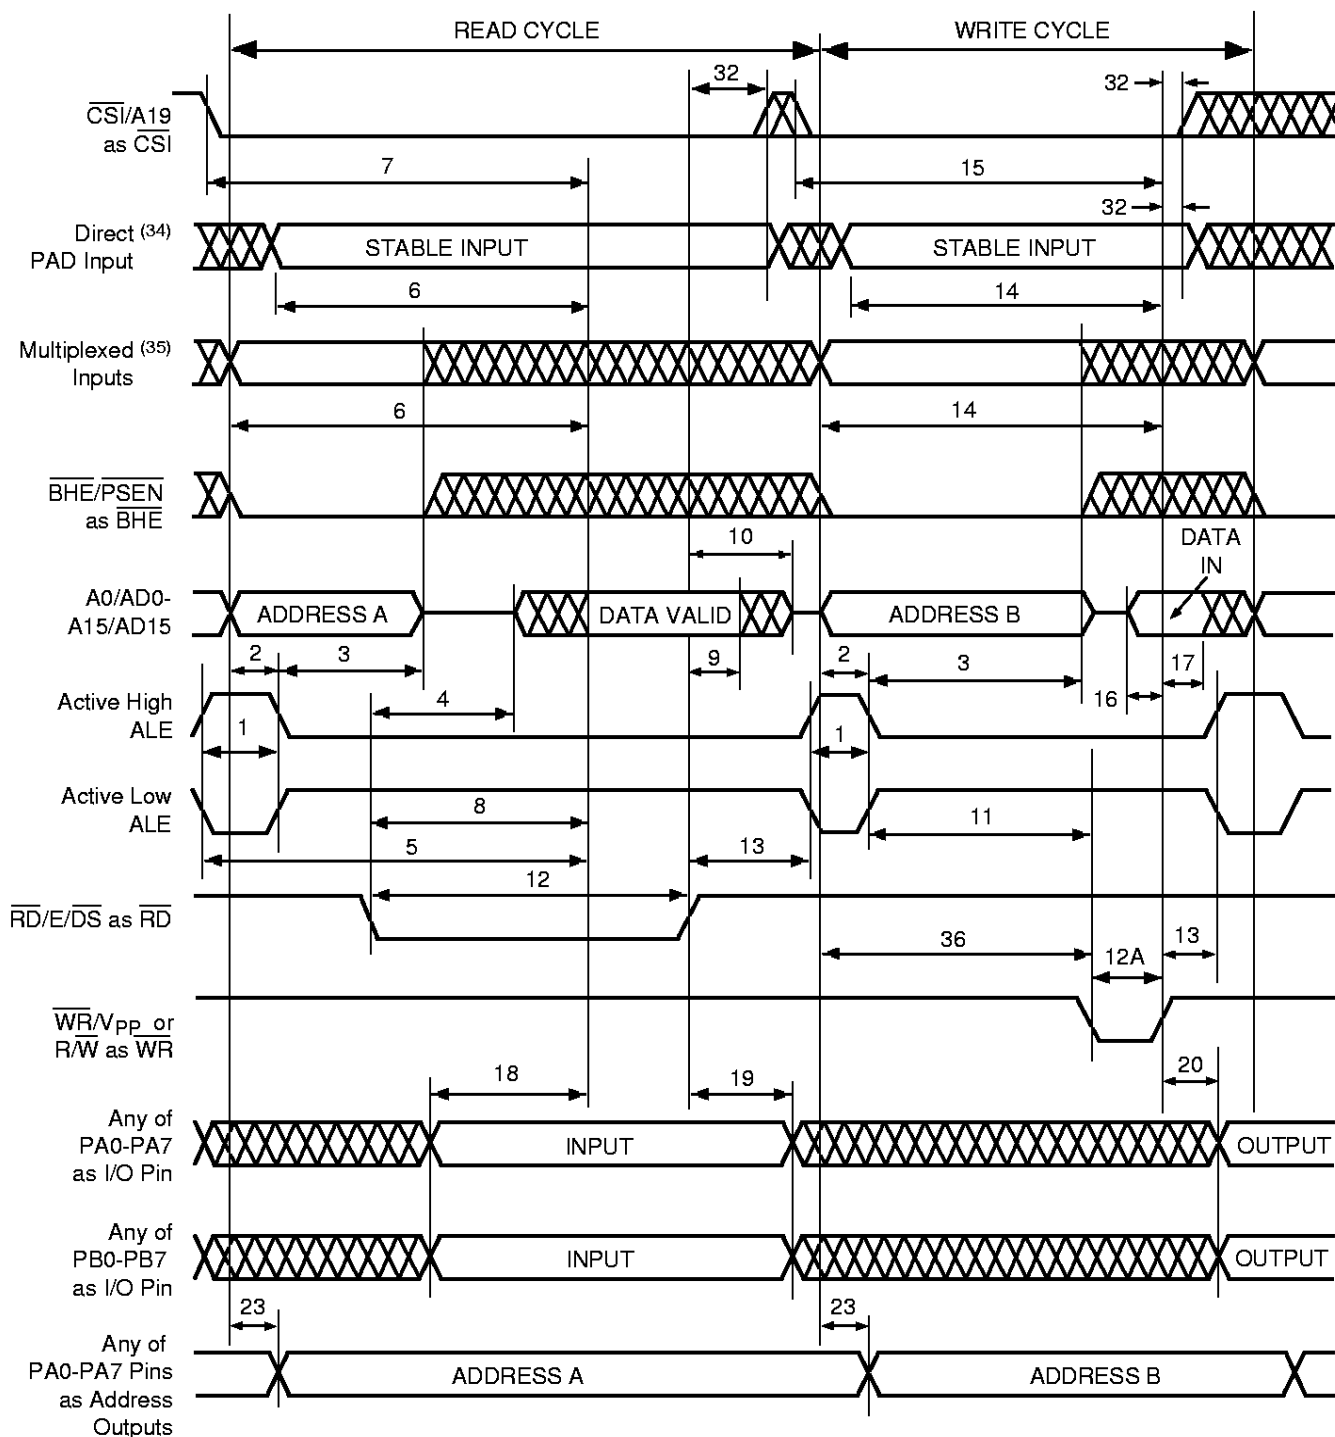 READ CYCLE
WRITE CYCLE
32
32
CSI/A19
as CSI
7
15
32
Direct (34)
PAD Input
STABLE INPUT
STABLE INPUT
6
14
Multiplexed (35)
Inputs
6
14
BHE/PSEN
as BHE
10
DATA
IN
A0/AD0-
A15/AD15
ADDRESS A
DATA VALID
ADDRESS B
2
3
9
2
3
17
4
16
Active High
ALE
1
1
Active Low
ALE
8
11
5
13
12
RD/E/DS as RD
36
13
12A
WR/VPP or
R/W as WR
18
19
20
Any of
PA0-PA7
as I/O Pin
INPUT
OUTPUT
Any of
PB0-PB7
as I/O Pin
INPUT
OUTPUT
23
23
Any of
PA0-PA7 Pins
as Address
Outputs
ADDRESS A
ADDRESS B